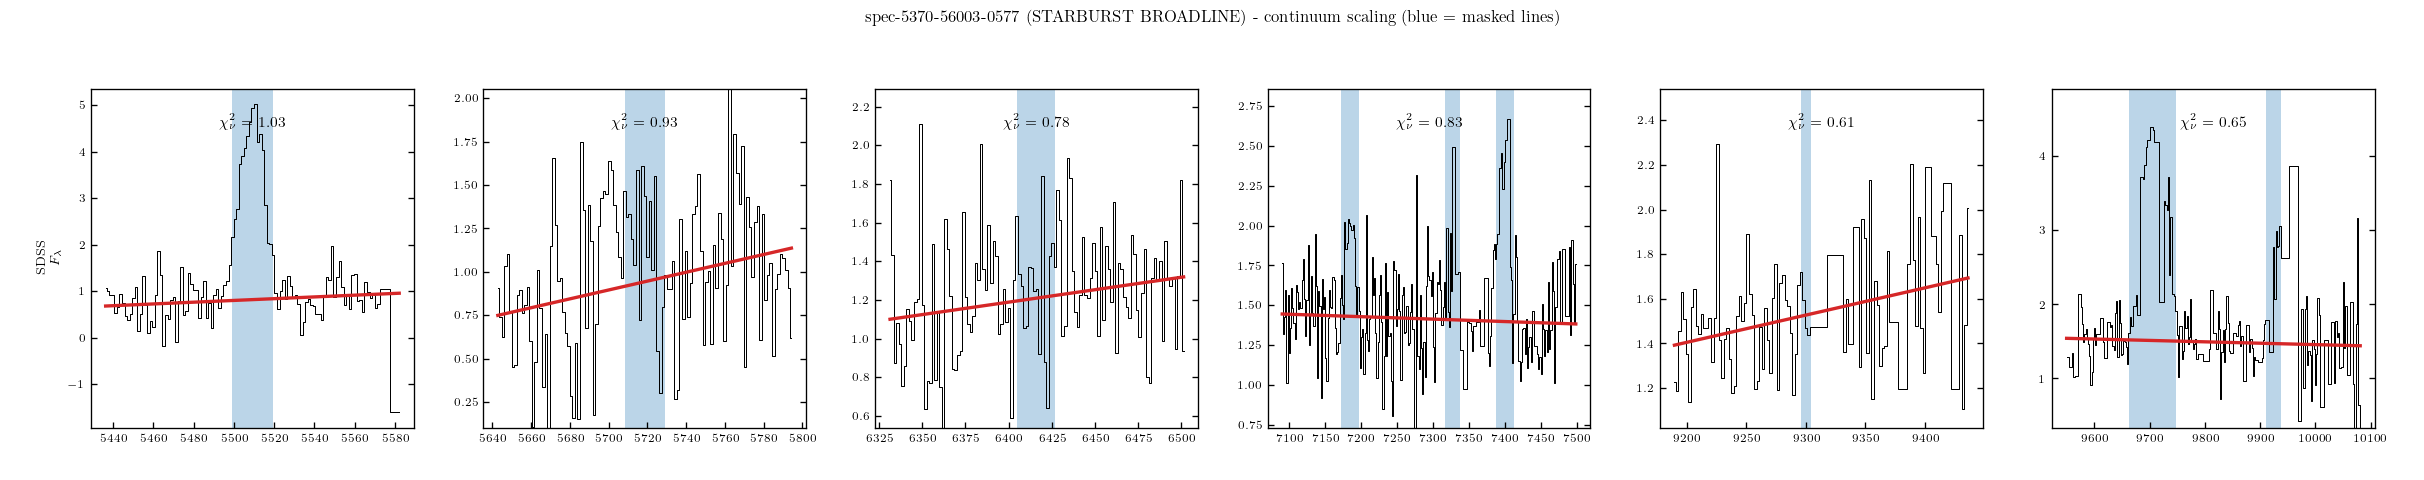 spec-5370-56003-0577 (STARBURST BROADLINE) - continuum scaling (blue = masked lines)
SDSS
F_λ
χ²_ν = 1.03
5
4
3
2
1
0
−1
5440 5460 5480 5500 5520 5540 5560 5580
χ²_ν = 0.93
2.00
1.75
1.50
1.25
1.00
0.75
0.50
0.25
5640 5660 5680 5700 5720 5740 5760 5780 5800
χ²_ν = 0.78
2.2
2.0
1.8
1.6
1.4
1.2
1.0
0.8
0.6
6325 6350 6375 6400 6425 6450 6475 6500
χ²_ν = 0.83
2.75
2.50
2.25
2.00
1.75
1.50
1.25
1.00
0.75
7100 7150 7200 7250 7300 7350 7400 7450 7500
χ²_ν = 0.61
2.4
2.2
2.0
1.8
1.6
1.4
1.2
9200 9250 9300 9350 9400
χ²_ν = 0.65
4
3
2
1
9600 9700 9800 9900 10000 10100